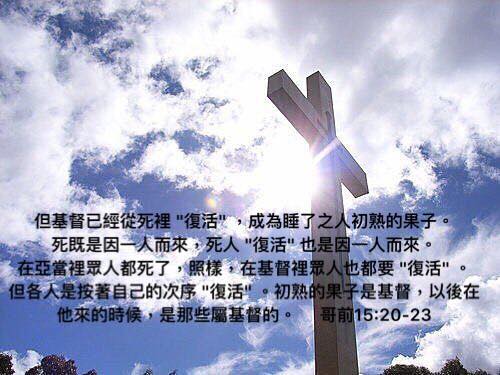 但基督已經從死裡 "復活" ，成為睡了之人初熟的果子。
死既是因一人而來，死人 "復活" 也是因一人而來。
在亞當裡眾人都死了，照樣，在基督裡眾人也都要 "復活" 。
但各人是按著自己的次序 "復活" 。初熟的果子是基督，以後在
他來的時候，是那些屬基督的。 哥前15:20-23